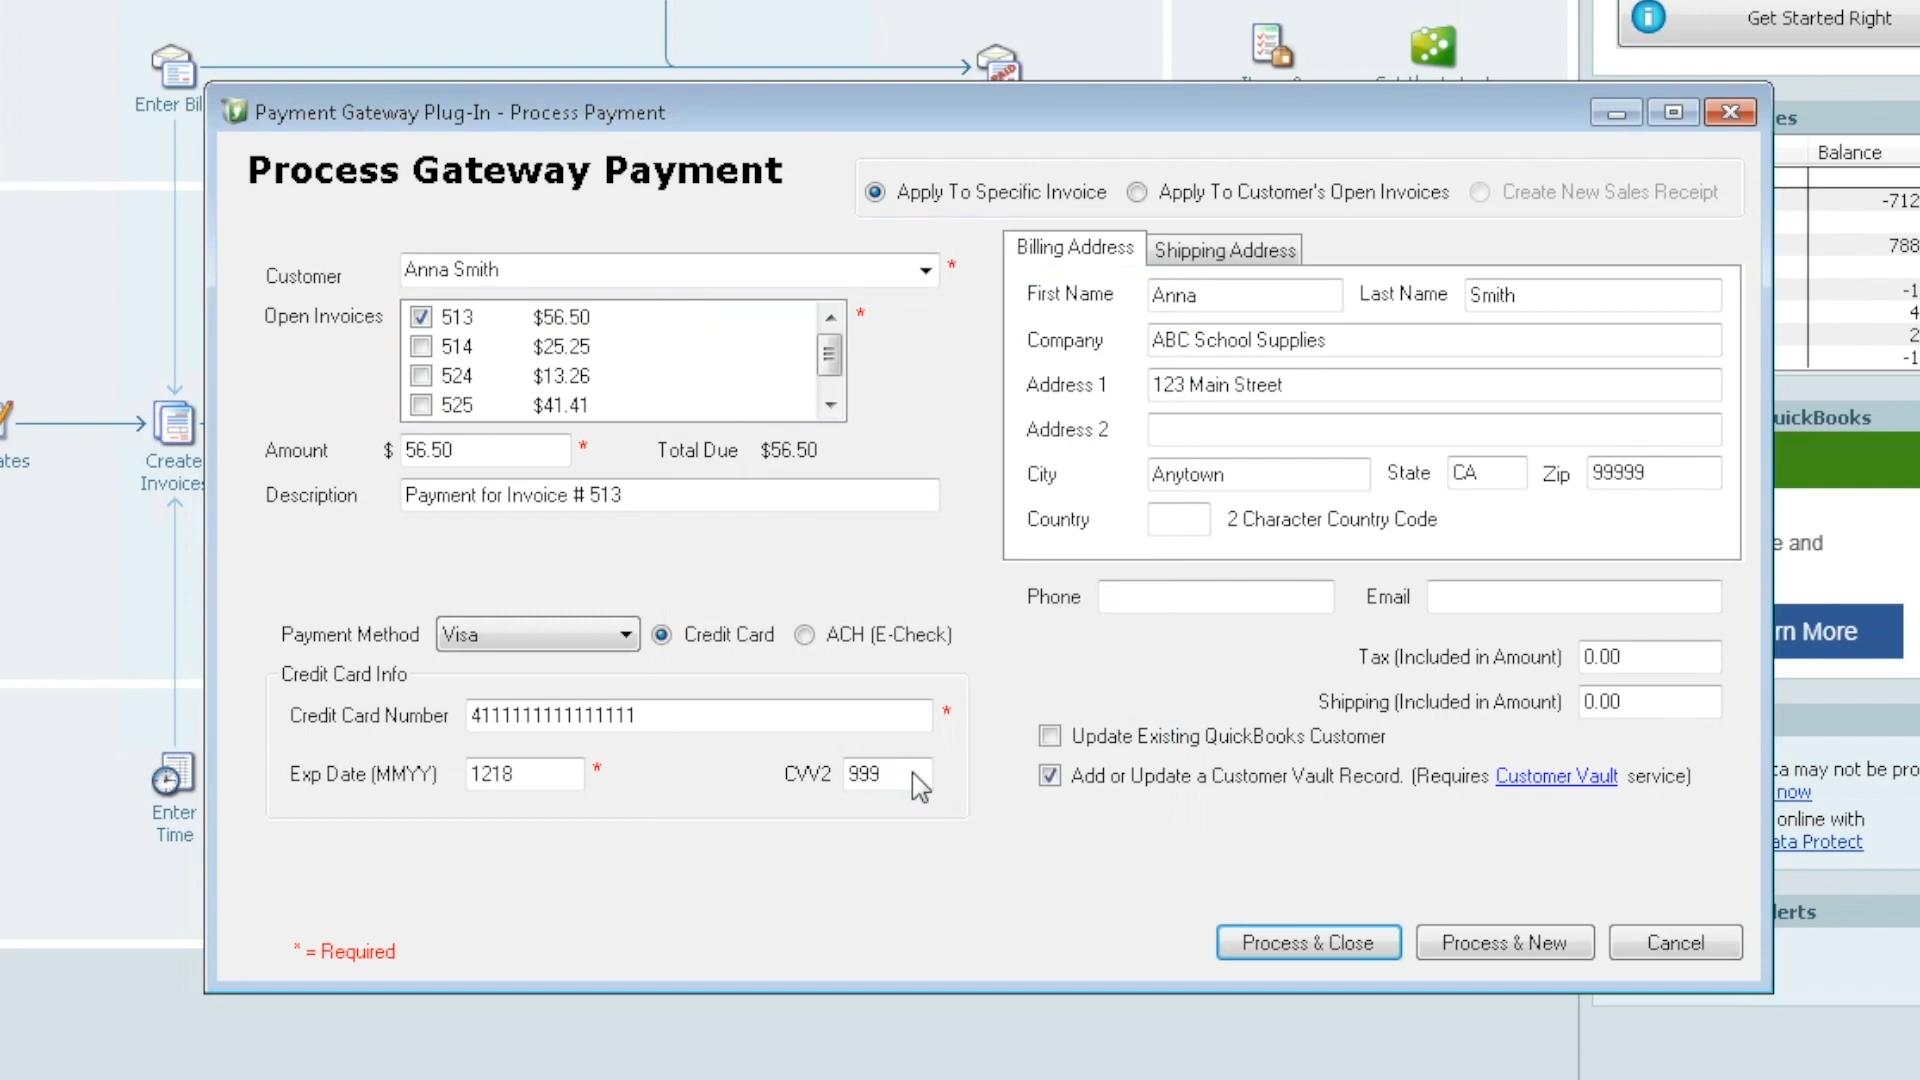 Get Started Right
Enter Bil
Payment Gateway Plug-In - Process Payment
es
Process Gateway Payment
Apply To Specific Invoice
Apply To Customer's Open Invoices
Create New Sales Receipt
Balance
-712
788
-1
4
2
-1
Customer
Anna Smith
*
Open Invoices
513 $56.50
514 $25.25
524 $13.26
525 $41.41
*
Amount $ 56.50 * Total Due $56.50
Description Payment for Invoice # 513
Billing Address
Shipping Address
First Name Anna Last Name Smith
Company ABC School Supplies
Address 1 123 Main Street
Address 2
City Anytown State CA Zip 99999
Country 2 Character Country Code
Phone Email
Tax (Included in Amount) 0.00
Shipping (Included in Amount) 0.00
Update Existing QuickBooks Customer
Add or Update a Customer Vault Record. (Requires Customer Vault service)
Payment Method Visa Credit Card ACH (E-Check)
Credit Card Info
Credit Card Number 4111111111111111 *
Exp Date (MMYY) 1218 * CVV2 999
* = Required
Process & Close
Process & New
Cancel
ates
Create
Invoices
Enter
Time
uickBooks
e and
rn More
ta may not be pro
now
online with
ata Protect
lerts
PAID